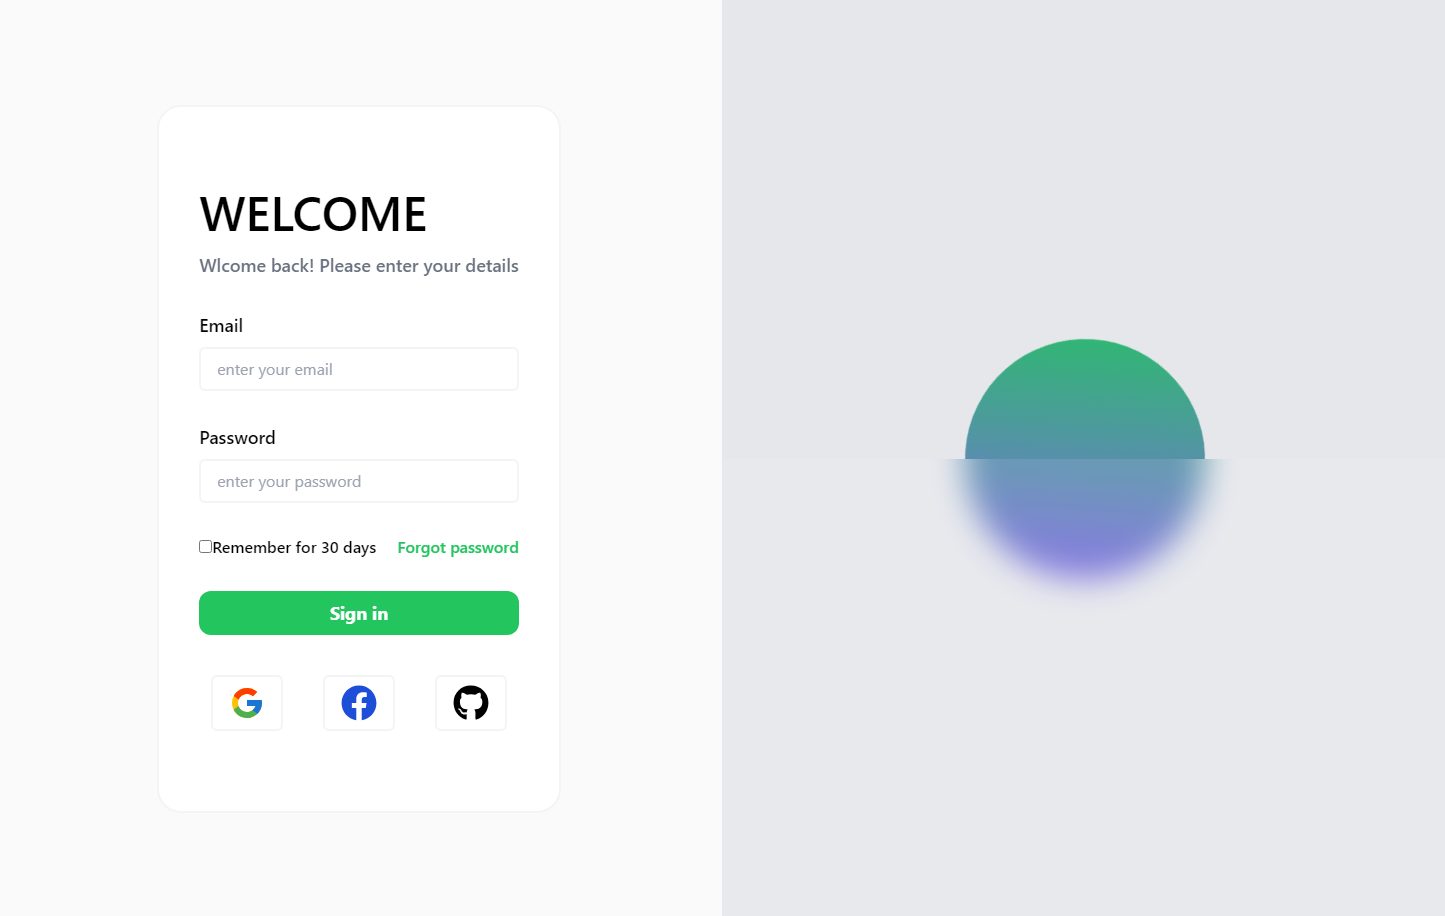 WELCOME
Wlcome back! Please enter your details
Email
enter your email
Password
enter your password
Remember for 30 days Forgot password
Sign in